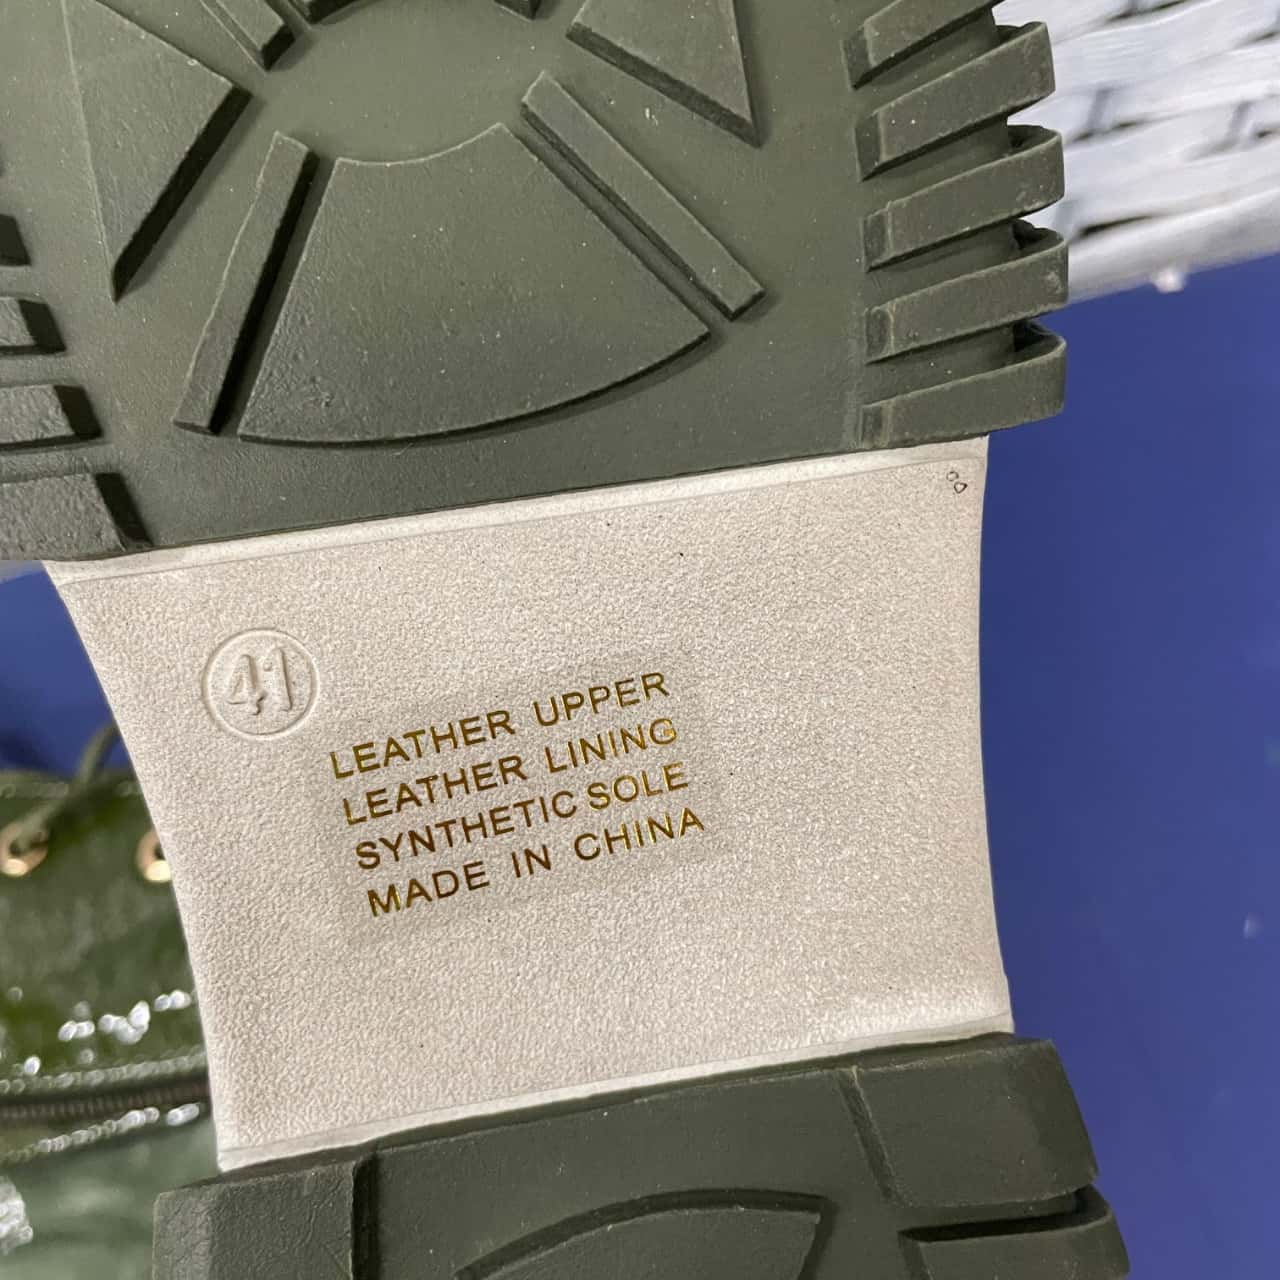 41
LEATHER UPPER
LEATHER LINING
SYNTHETIC SOLE
MADE IN CHINA